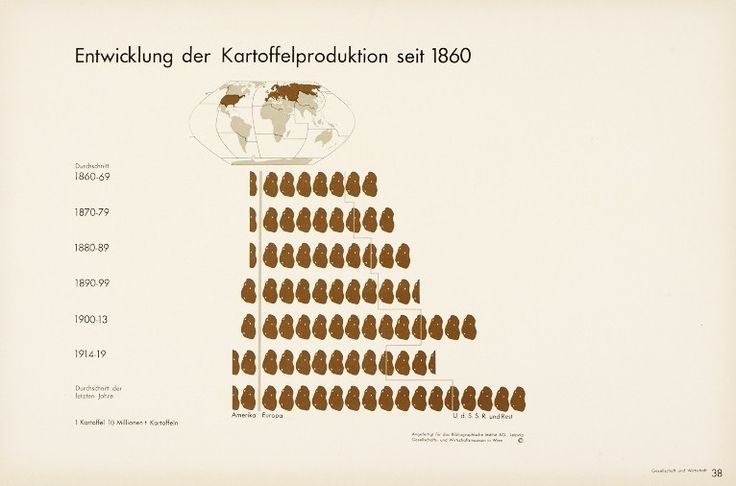 Entwicklung der Kartoffelproduktion seit 1860
Durchschnitt
1860-69
1870-79
1880-89
1890-99
1900-13
1914-19
Durchschnitt der
letzten Jahre
Amerika Europa U. d. S. S. R. und Rest
1 Kartoffel 10 Millionen t Kartoffeln
Angefertigt für das Bibliographische Institut AG., Leipzig
Gesellschafts- und Wirtschaftsmuseum in Wien ©
Gesellschaft und Wirtschaft 38